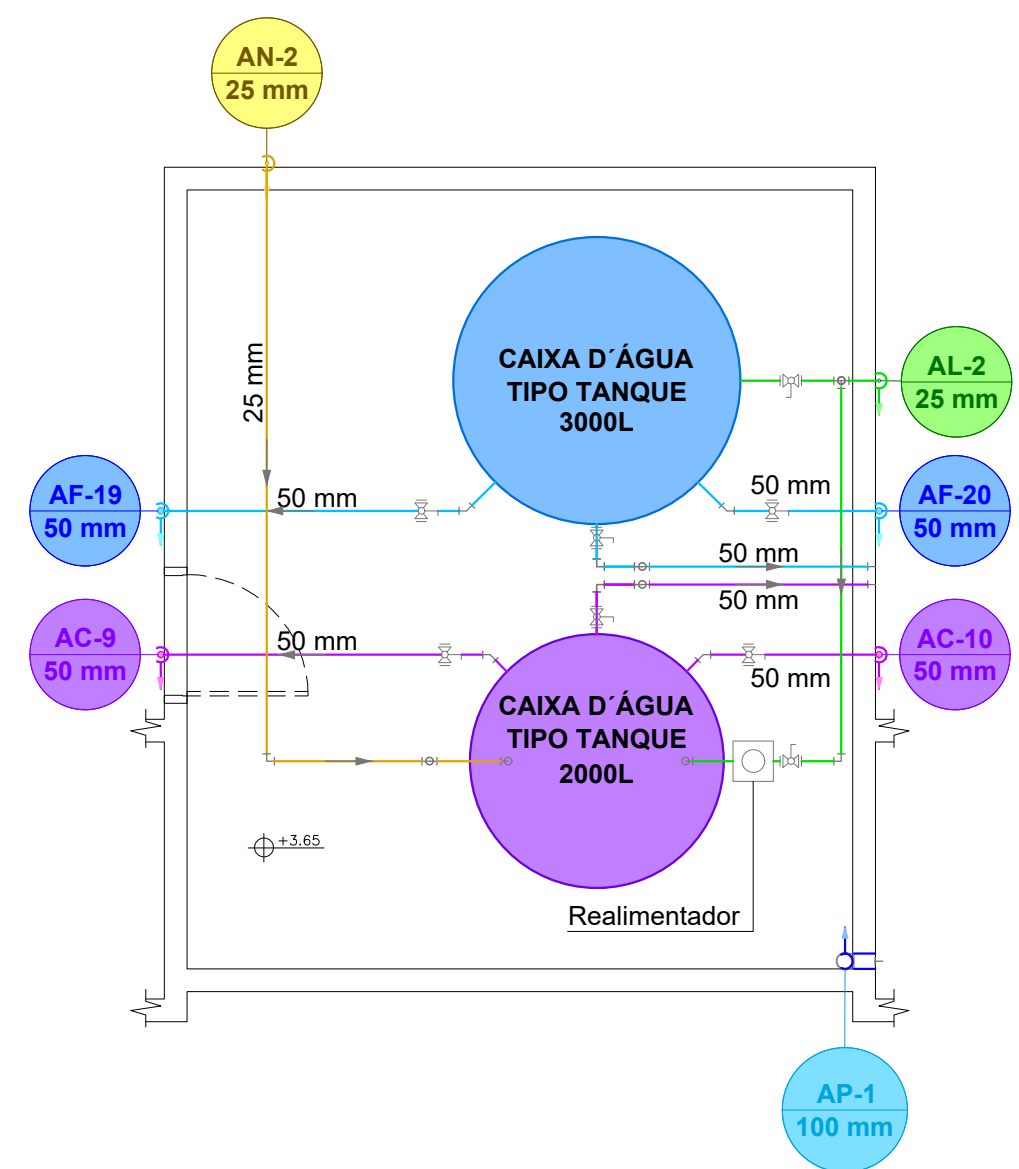 AN-2
25 mm
25 mm
CAIXA D´ÁGUA
TIPO TANQUE
3000L
AL-2
25 mm
AF-19
50 mm
50 mm
50 mm
AF-20
50 mm
50 mm
50 mm
AC-9
50 mm
50 mm
50 mm
AC-10
50 mm
CAIXA D´ÁGUA
TIPO TANQUE
2000L
+3.65
Realimentador
AP-1
100 mm